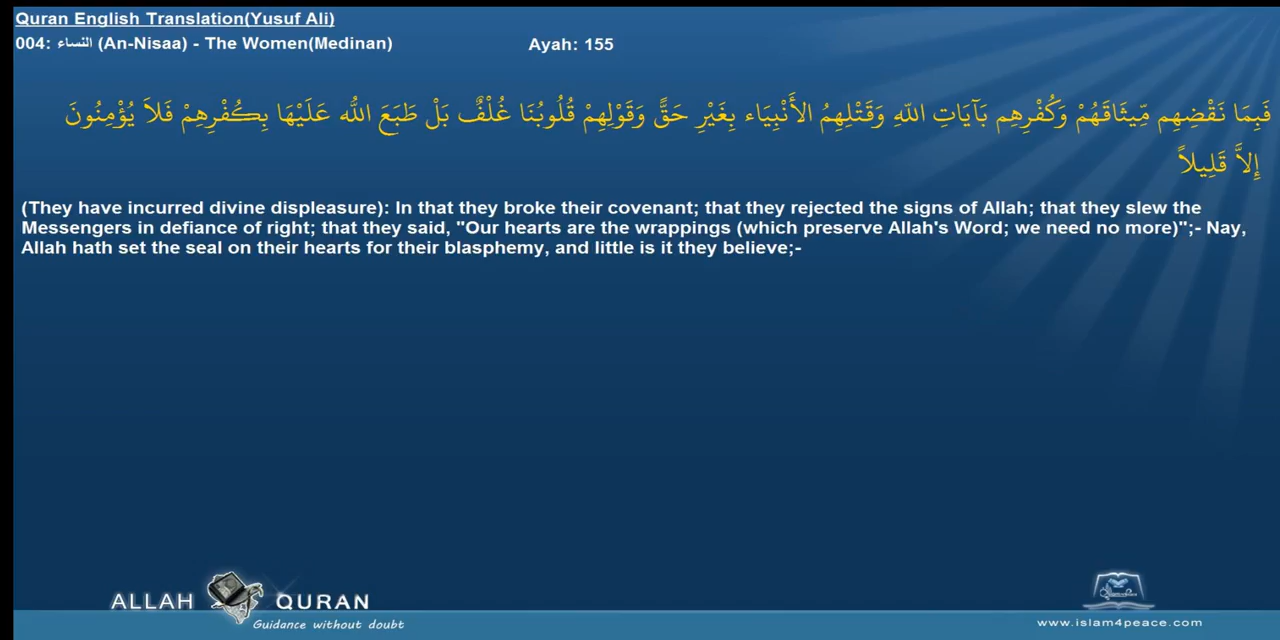 Quran English Translation(Yusuf Ali)
004: النساء (An-Nisaa) - The Women(Medinan) Ayah: 155
فَبِمَا نَقْضِهِم مِّيثَاقَهُمْ وَكُفْرِهِم بَآيَاتِ اللّهِ وَقَتْلِهِمُ الأَنْبِيَاء بِغَيْرِ حَقًّ وَقَوْلِهِمْ قُلُوبُنَا غُلْفٌ بَلْ طَبَعَ اللّه عَلَيْهَا بِكُفْرِهِمْ فَلاَ يُؤْمِنُونَ
إِلاَّ قَلِيلاً
(They have incurred divine displeasure): In that they broke their covenant; that they rejected the signs of Allah; that they slew the
Messengers in defiance of right; that they said, "Our hearts are the wrappings (which preserve Allah's Word; we need no more)";- Nay,
Allah hath set the seal on their hearts for their blasphemy, and little is it they believe;-
ALLAH QURAN
Guidance without doubt
www.islam4peace.com